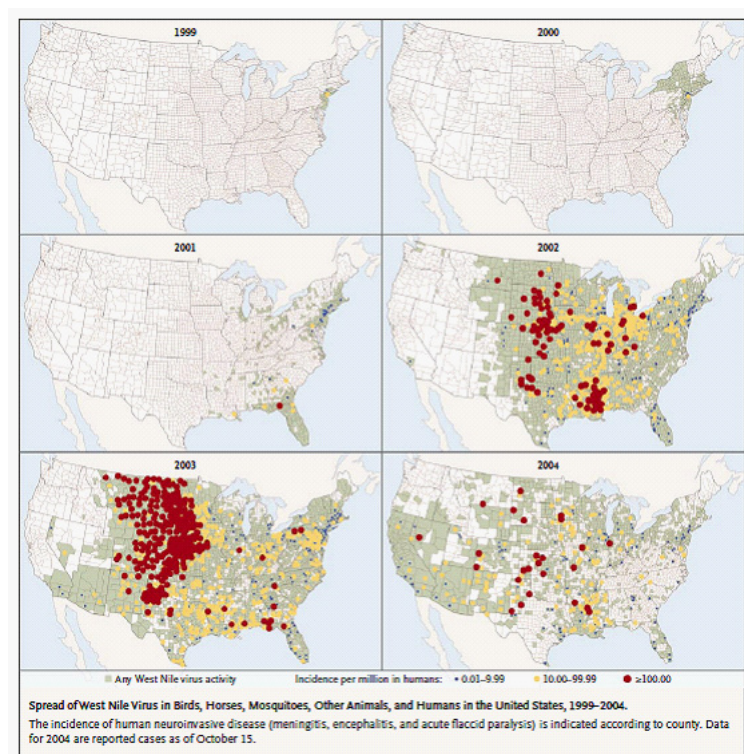 1999
2000
2001
2002
2003
2004
Any West Nile virus activity Incidence per million in humans: 0.01–9.99 10.00–99.99 ≥100.00
Spread of West Nile Virus in Birds, Horses, Mosquitoes, Other Animals, and Humans in the United States, 1999–2004.
The incidence of human neuroinvasive disease (meningitis, encephalitis, and acute flaccid paralysis) is indicated according to county. Data
for 2004 are reported cases as of October 15.